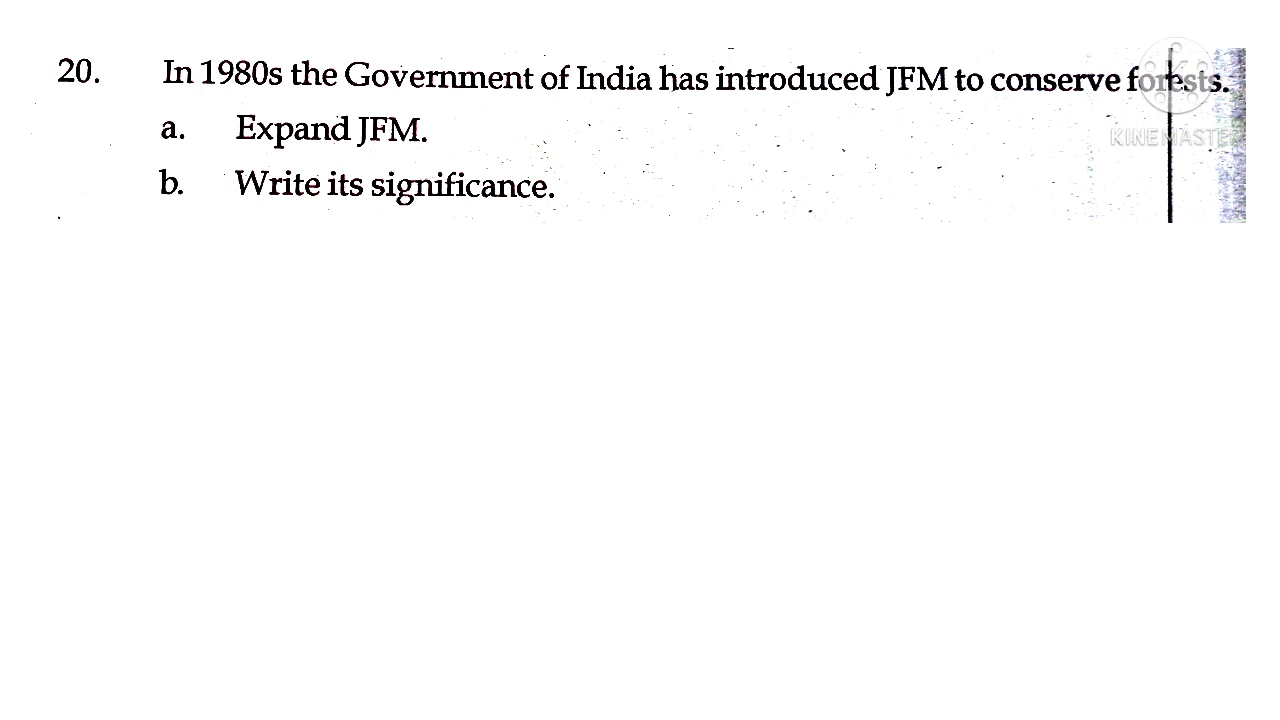 20. In 1980s the Government of India has introduced JFM to conserve forests.
KINEMASTER
a. Expand JFM.
b. Write its significance.